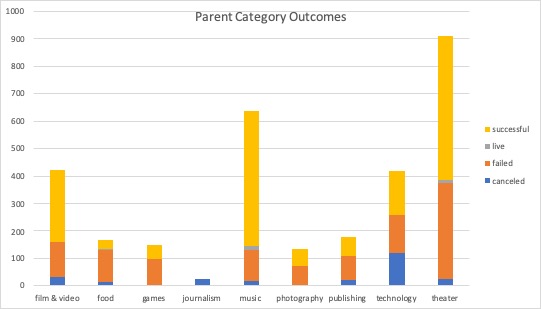 Parent Category Outcomes
1000
900
800
700
600
500
400
300
200
100
0
film & video food games journalism music photography publishing technology theater
successful
live
failed
canceled